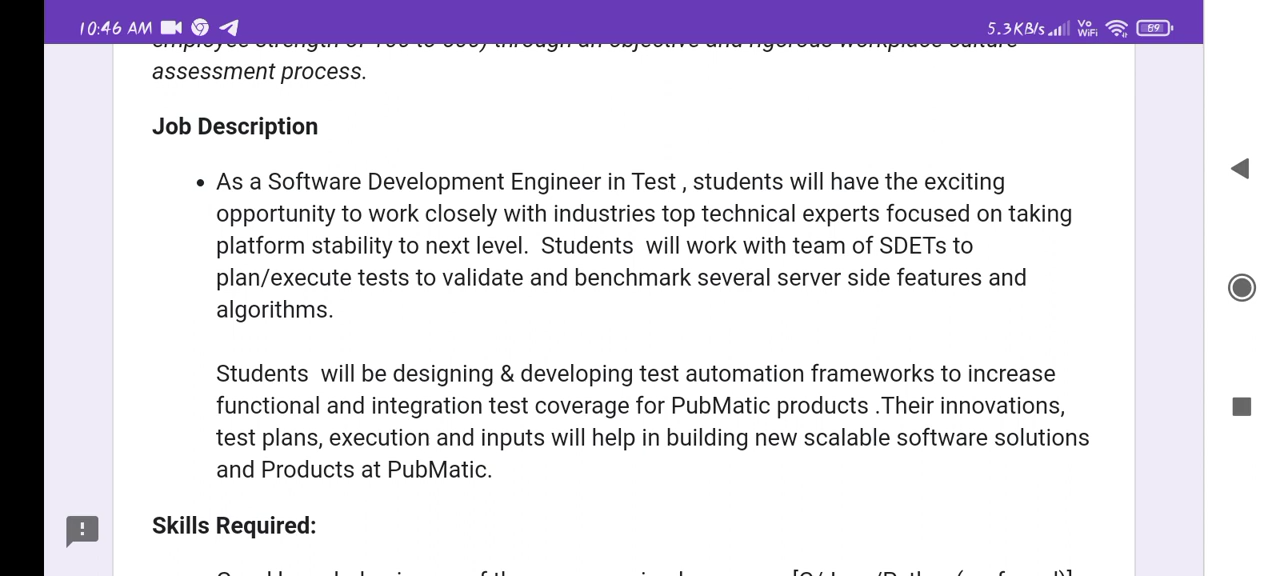 10:46 AM
5.3KB/s Vo WiFi 89
assessment process.
Job Description
• As a Software Development Engineer in Test , students will have the exciting
opportunity to work closely with industries top technical experts focused on taking
platform stability to next level.  Students  will work with team of SDETs to
plan/execute tests to validate and benchmark several server side features and
algorithms.
Students  will be designing & developing test automation frameworks to increase
functional and integration test coverage for PubMatic products .Their innovations,
test plans, execution and inputs will help in building new scalable software solutions
and Products at PubMatic.
Skills Required: